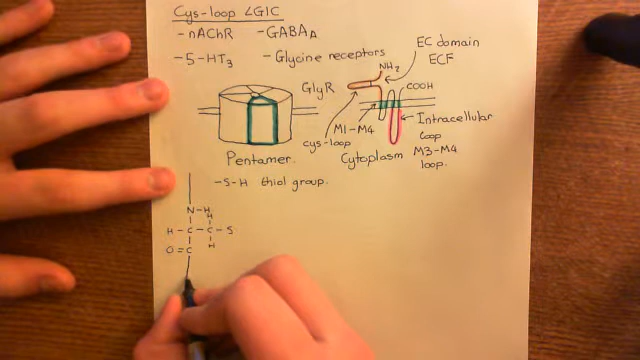 Cys-loop LGIC
-nAChR -GABAA
-5-HT3 -Glycine receptors
EC domain
ECF
NH2
GlyR
COOH
M1-M4
Intracellular
loop
M3-M4
loop.
cys-loop
Cytoplasm
Pentamer.
-S-H thiol group.
N-H
H
H-C-C-S
H
O=C